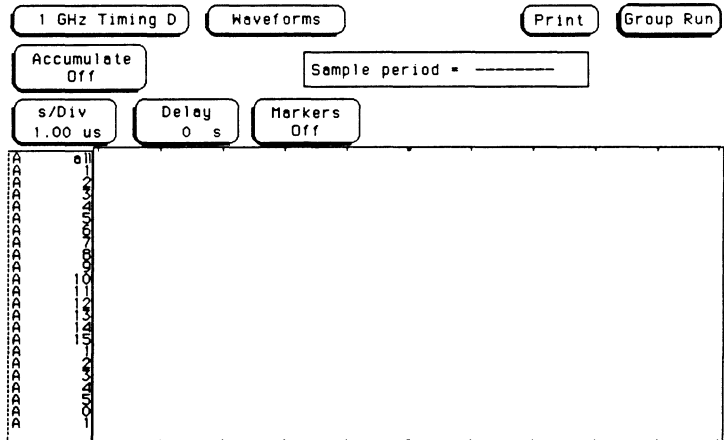 1 GHz Timing D Waveforms Print Group Run
Accumulate
Off
Sample period = --------
s/Div Delay Markers
1.00 us 0 s Off
A all
A 1
A 2
A 3
A 4
A 5
A 6
A 7
A 8
A 9
A 10
A 11
A 12
A 13
A 14
A 15
A 1
A 2
A 3
A 4
A 5
A 0
A 1